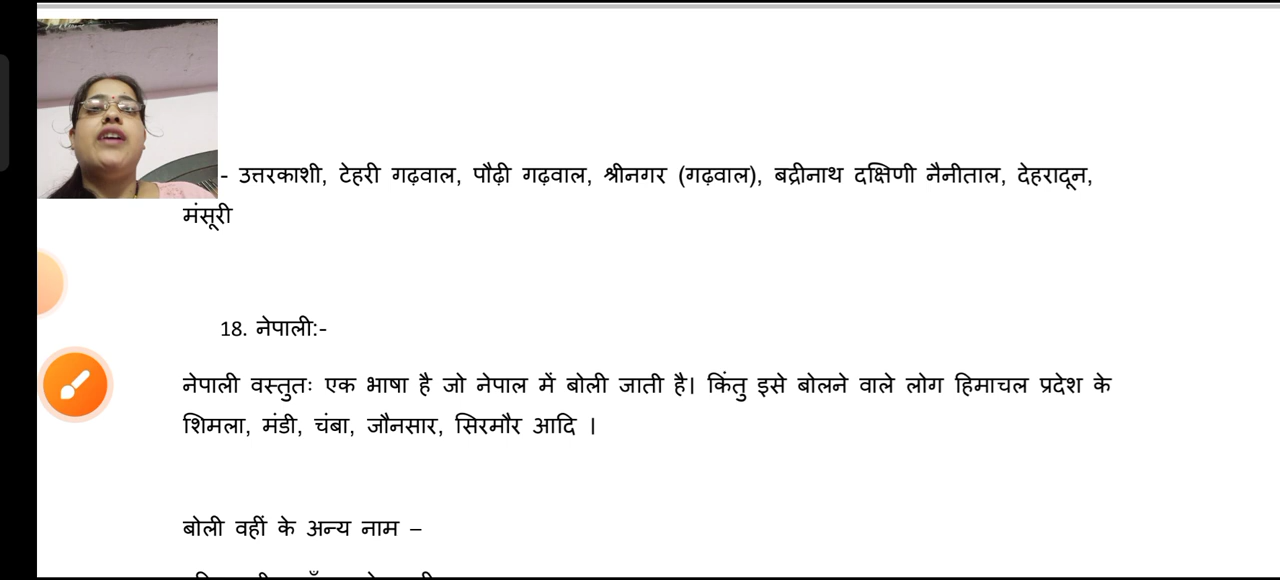 - उत्तरकाशी, टेहरी गढ़वाल, पौढ़ी गढ़वाल, श्रीनगर (गढ़वाल), बद्रीनाथ दक्षिणी नैनीताल, देहरादून,
मंसूरी
18. नेपाली:-
नेपाली वस्तुतः एक भाषा है जो नेपाल में बोली जाती है। किंतु इसे बोलने वाले लोग हिमाचल प्रदेश के
शिमला, मंडी, चंबा, जौनसार, सिरमौर आदि ।
बोली वहीं के अन्य नाम –